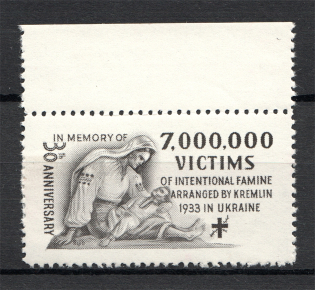 IN MEMORY OF
30th ANNIVERSARY
7,000,000
VICTIMS
OF INTENTIONAL FAMINE
ARRANGED BY KREMLIN
1933 IN UKRAINE